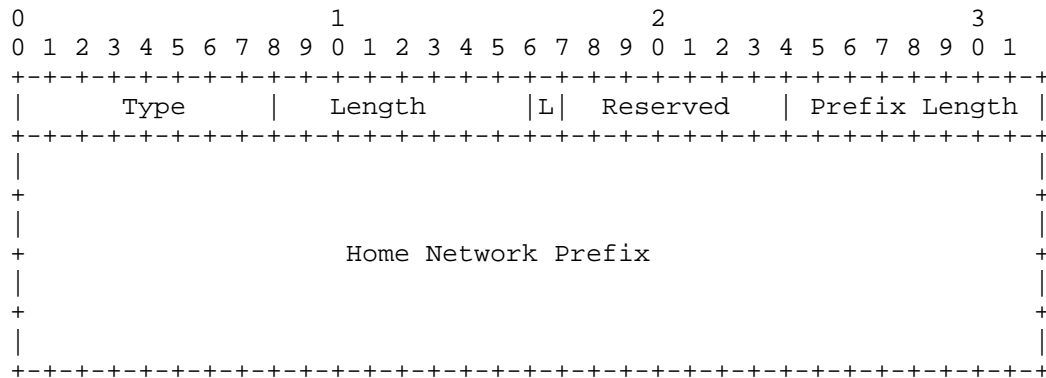 0                   1                   2                   3
0 1 2 3 4 5 6 7 8 9 0 1 2 3 4 5 6 7 8 9 0 1 2 3 4 5 6 7 8 9 0 1
+-+-+-+-+-+-+-+-+-+-+-+-+-+-+-+-+-+-+-+-+-+-+-+-+-+-+-+-+-+-+-+-+
|      Type     |   Length      |L|  Reserved   | Prefix Length |
+-+-+-+-+-+-+-+-+-+-+-+-+-+-+-+-+-+-+-+-+-+-+-+-+-+-+-+-+-+-+-+-+
|                                                               |
+                                                               +
|                                                               |
+                    Home Network Prefix                        +
|                                                               |
+                                                               +
|                                                               |
+-+-+-+-+-+-+-+-+-+-+-+-+-+-+-+-+-+-+-+-+-+-+-+-+-+-+-+-+-+-+-+-+